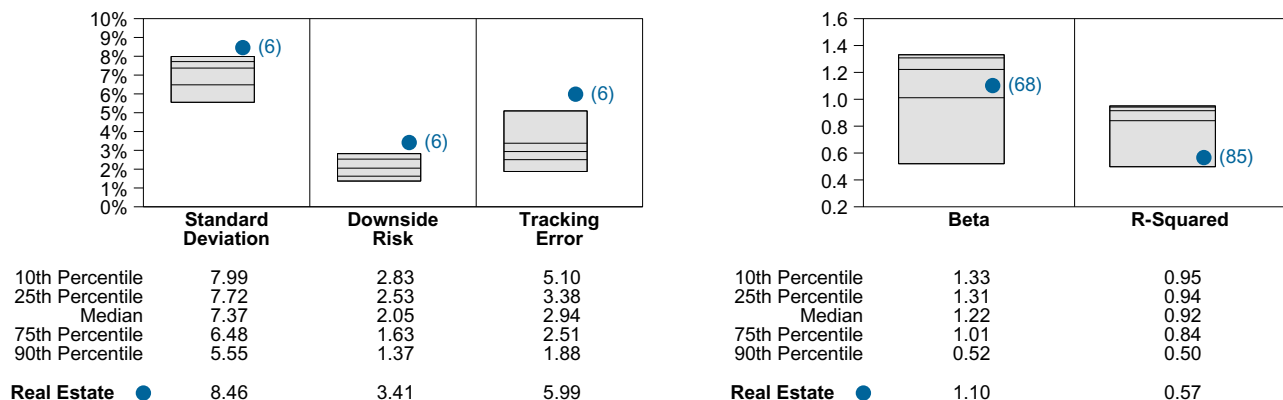 10%
9%
8%
7%
6%
5%
4%
3%
2%
1%
0%
(6)
(6)
(6)
Standard Deviation
Downside Risk
Tracking Error
10th Percentile 7.99 2.83 5.10
25th Percentile 7.72 2.53 3.38
Median 7.37 2.05 2.94
75th Percentile 6.48 1.63 2.51
90th Percentile 5.55 1.37 1.88
Real Estate 8.46 3.41 5.99
1.6
1.4
1.2
1.0
0.8
0.6
0.4
0.2
(68)
(85)
Beta R-Squared
10th Percentile 1.33 0.95
25th Percentile 1.31 0.94
Median 1.22 0.92
75th Percentile 1.01 0.84
90th Percentile 0.52 0.50
Real Estate 1.10 0.57